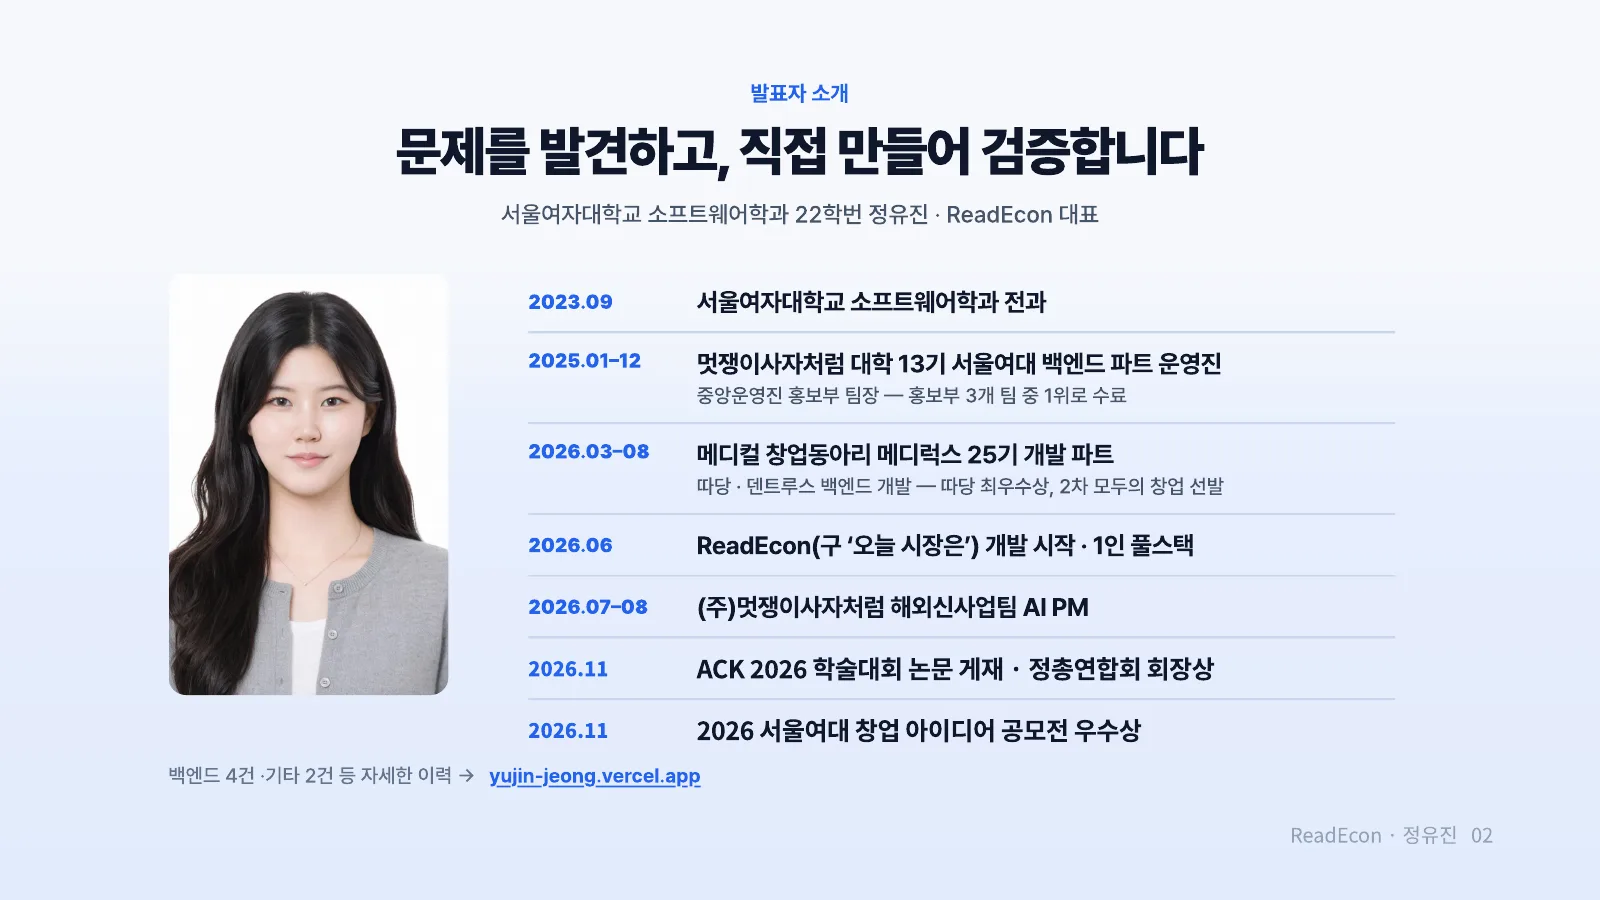 발표자 소개
문제를 발견하고, 직접 만들어 검증합니다
서울여자대학교 소프트웨어학과 22학번 정유진 · ReadEcon 대표
2023.09 서울여자대학교 소프트웨어학과 전과
2025.01–12 멋쟁이사자처럼 대학 13기 서울여대 백엔드 파트 운영진
중앙운영진 홍보부 팀장 — 홍보부 3개 팀 중 1위로 수료
2026.03–08 메디컬 창업동아리 메디럭스 25기 개발 파트
따당 · 덴트루스 백엔드 개발 — 따당 최우수상, 2차 모두의 창업 선발
2026.06 ReadEcon(구 ‘오늘 시장은’) 개발 시작 · 1인 풀스택
2026.07–08 (주)멋쟁이사자처럼 해외신사업팀 AI PM
2026.11 ACK 2026 학술대회 논문 게재 · 정총연합회 회장상
2026.11 2026 서울여대 창업 아이디어 공모전 우수상
백엔드 4건 ·기타 2건 등 자세한 이력 → yujin-jeong.vercel.app
ReadEcon · 정유진 02